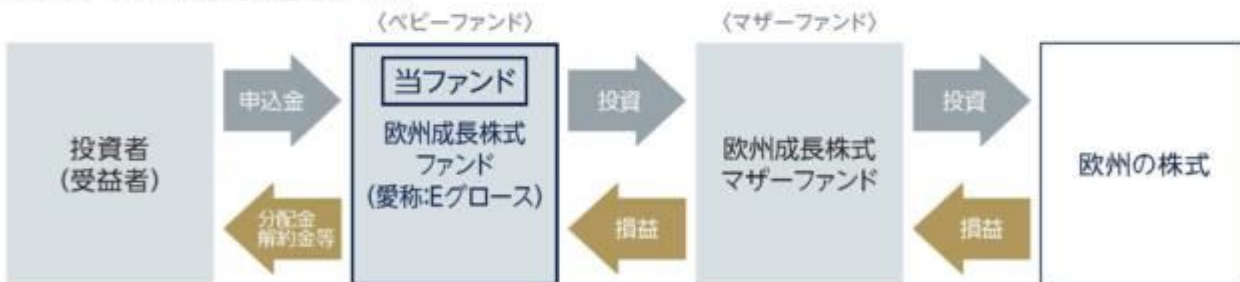 〈ベビーファンド〉
〈マザーファンド〉
投資者
(受益者)
申込金
分配金
解約金等
当ファンド
欧州成長株式
ファンド
(愛称:Eグロース)
投資
損益
欧州成長株式
マザーファンド
投資
損益
欧州の株式